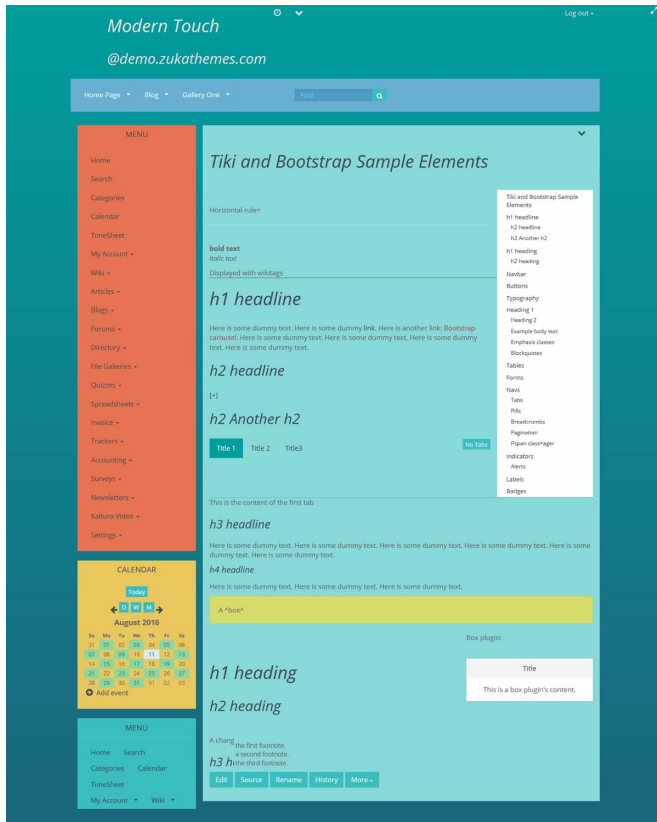 Modern Touch
@demo.zukathemes.com
Log out
Home Page
Blog
Gallery One
Find
MENU
Home
Search
Categories
Calendar
TimeSheet
My Account
Wiki
Articles
Blogs
Forums
Directory
File Galleries
Quizzes
Spreadsheets
Invoice
Trackers
Accounting
Surveys
Newsletters
Kaltura Video
Settings
CALENDAR
Today
D W M
August 2016
Su Mo Tu We Th Fr Sa
31 01 02 03 04 05 06
07 08 09 10 11 12 13
14 15 16 17 18 19 20
21 22 23 24 25 26 27
28 29 30 31 01 02 03
Add event
MENU
Home Search
Categories Calendar
TimeSheet
My Account Wiki
Tiki and Bootstrap Sample Elements
Horizontal rule=
bold text
Italic text
Displayed with wikitags
h1 headline
Here is some dummy text. Here is some dummy link. Here is another link: Bootstrap
carousel. Here is some dummy text. Here is some dummy text. Here is some dummy
text. Here is some dummy text.
h2 headline
[+]
h2 Another h2
Title 1 Title 2 Title3
No Tabs
This is the content of the first tab
h3 headline
Here is some dummy text. Here is some dummy text. Here is some dummy text. Here is some dummy text. Here is some
dummy text. Here is some dummy text.
h4 headline
Here is some dummy text. Here is some dummy text. Here is some dummy text.
A ^box^
Box plugin:
Title
This is a box plugin's content.
h1 heading
h2 heading
A chang
the first footnote.
a second footnote.
the third footnote.
h3 h
Edit Source Rename History More
Tiki and Bootstrap Sample
Elements
h1 headline
h2 headline
h2 Another h2
h1 heading
h2 heading
Navbar
Buttons
Typography
Heading 1
Heading 2
Example body text
Emphasis classes
Blockquotes
Tables
Forms
Navs
Tabs
Pills
Breadcrumbs
Pagination
Pspan class=ager
Indicators
Alerts
Labels
Badges